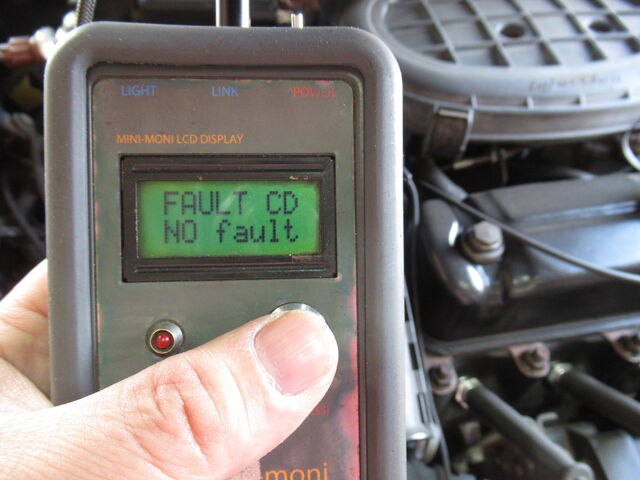 LIGHT LINK POWER
MINI-MONI LCD DISPLAY
FAULT CD
NO fault
-moni